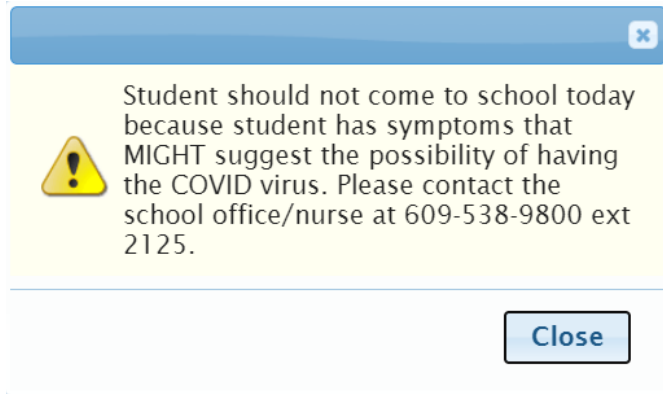 Student should not come to school today
because student has symptoms that
MIGHT suggest the possibility of having
the COVID virus. Please contact the
school office/nurse at 609-538-9800 ext
2125.
Close